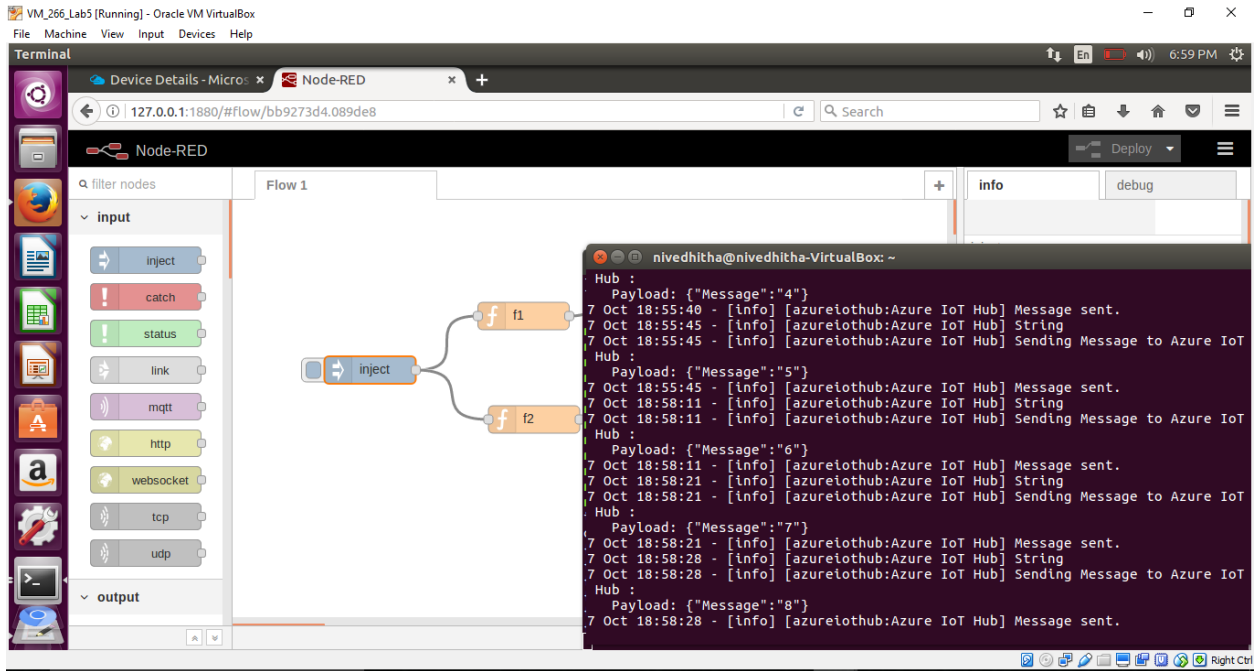 VM_266_Lab5 [Running] - Oracle VM VirtualBox
File Machine View Input Devices Help
Terminal
En
6:59 PM
Device Details - Micros
Node-RED
127.0.0.1:1880/#flow/bb9273d4.089de8
Search
Node-RED
Deploy
filter nodes
Flow 1
info
debug
input
inject
catch
status
link
mqtt
http
websocket
tcp
udp
output
f1
inject
f2
nivedhitha@nivedhitha-VirtualBox: ~
Hub :
Payload: {"Message":"4"}
7 Oct 18:55:40 - [info] [azureiothub:Azure IoT Hub] Message sent.
7 Oct 18:55:45 - [info] [azureiothub:Azure IoT Hub] String
7 Oct 18:55:45 - [info] [azureiothub:Azure IoT Hub] Sending Message to Azure IoT
Hub :
Payload: {"Message":"5"}
7 Oct 18:55:45 - [info] [azureiothub:Azure IoT Hub] Message sent.
7 Oct 18:58:11 - [info] [azureiothub:Azure IoT Hub] String
7 Oct 18:58:11 - [info] [azureiothub:Azure IoT Hub] Sending Message to Azure IoT
Hub :
Payload: {"Message":"6"}
7 Oct 18:58:11 - [info] [azureiothub:Azure IoT Hub] Message sent.
7 Oct 18:58:21 - [info] [azureiothub:Azure IoT Hub] String
7 Oct 18:58:21 - [info] [azureiothub:Azure IoT Hub] Sending Message to Azure IoT
Hub :
Payload: {"Message":"7"}
7 Oct 18:58:21 - [info] [azureiothub:Azure IoT Hub] Message sent.
7 Oct 18:58:28 - [info] [azureiothub:Azure IoT Hub] String
7 Oct 18:58:28 - [info] [azureiothub:Azure IoT Hub] Sending Message to Azure IoT
Hub :
Payload: {"Message":"8"}
7 Oct 18:58:28 - [info] [azureiothub:Azure IoT Hub] Message sent.
Right Ctrl